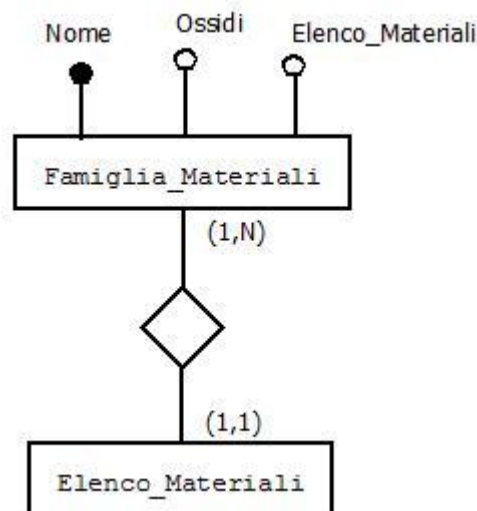 Nome
Ossidi
Elenco_Materiali
Famiglia_Materiali
(1,N)
(1,1)
Elenco_Materiali